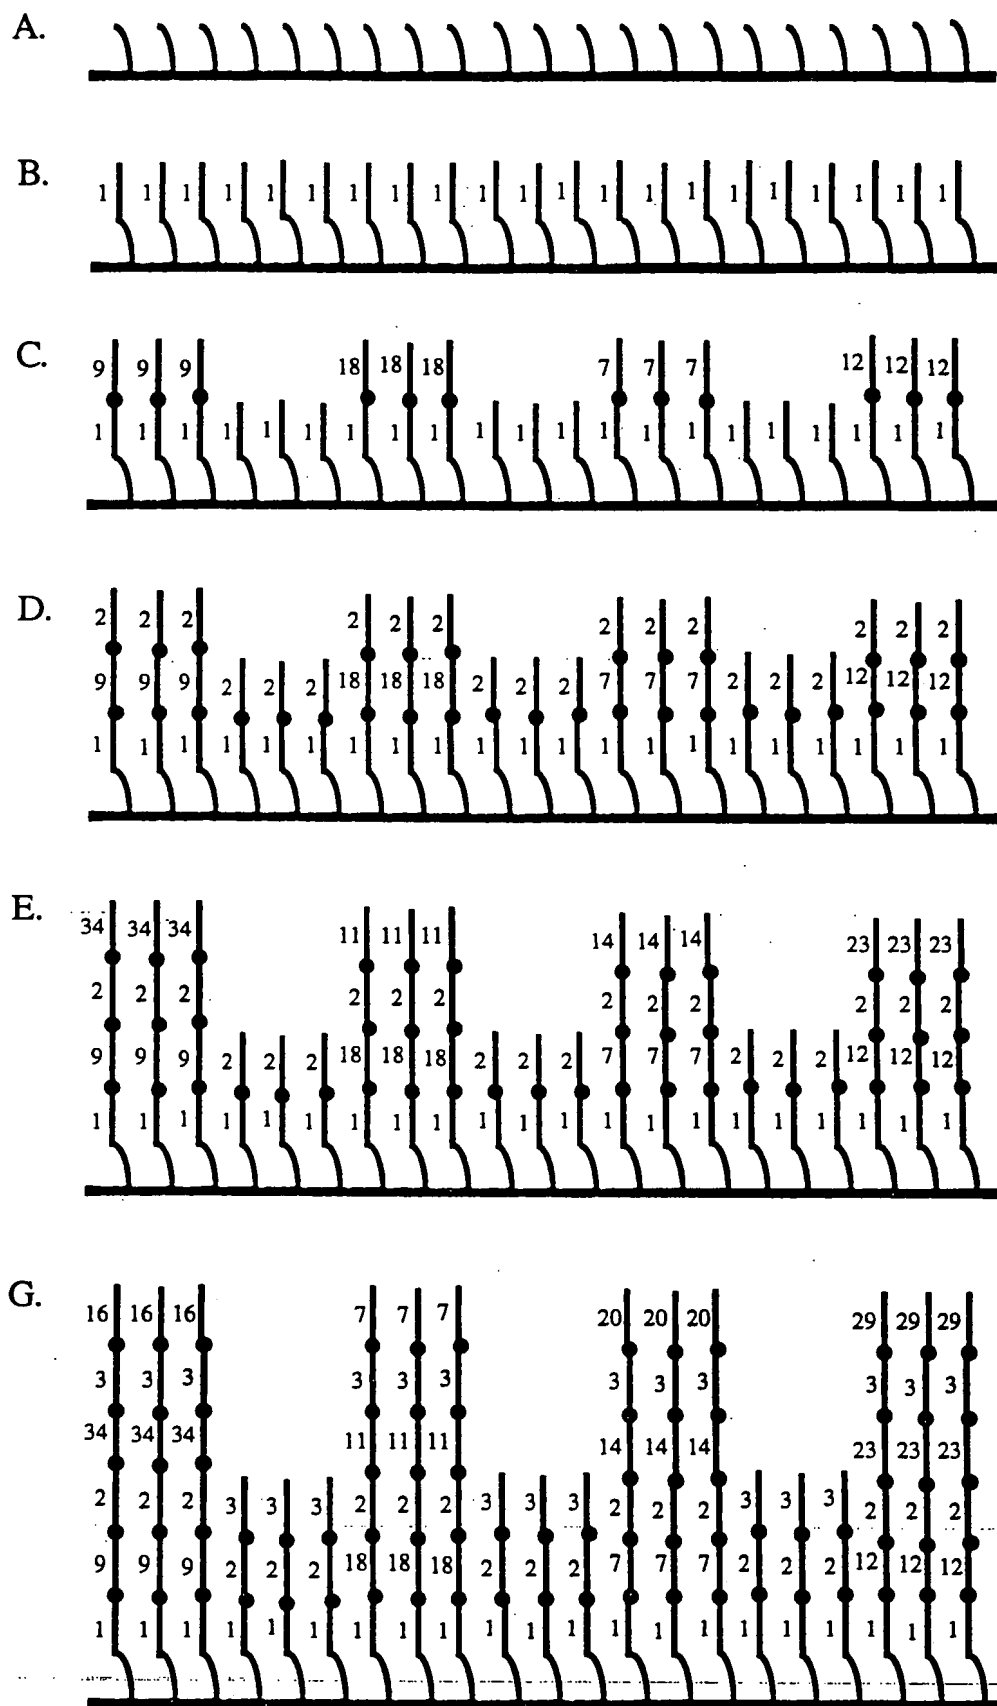 A.
B.
1 1 1 1 1 1 1 1 1 1 1 1 1 1 1 1 1 1 1 1 1
C.
9 9 9 18 18 18 7 7 7 12 12 12
1 1 1 1 1 1 1 1 1 1 1 1 1 1 1 1 1 1 1 1 1
D.
2 2 2 2 2 2 2 2 2 2 2 2
9 9 9 2 2 2 18 18 18 2 2 2 7 7 7 2 2 2 12 12 12
1 1 1 1 1 1 1 1 1 1 1 1 1 1 1 1 1 1 1 1 1
E.
34 34 34 11 11 11 14 14 14 23 23 23
2 2 2 2 2 2 2 2 2 2 2 2
9 9 9 2 2 2 18 18 18 2 2 2 7 7 7 2 2 2 12 12 12
1 1 1 1 1 1 1 1 1 1 1 1 1 1 1 1 1 1 1 1 1
G.
16 16 16 7 7 7 20 20 20 29 29 29
3 3 3 3 3 3 3 3 3 3 3 3
34 34 34 11 11 11 14 14 14 23 23 23
2 2 2 3 3 3 2 2 2 3 3 3 2 2 2 3 3 3 2 2 2
9 9 9 2 2 2 18 18 18 2 2 2 7 7 7 2 2 2 12 12 12
1 1 1 1 1 1 1 1 1 1 1 1 1 1 1 1 1 1 1 1 1